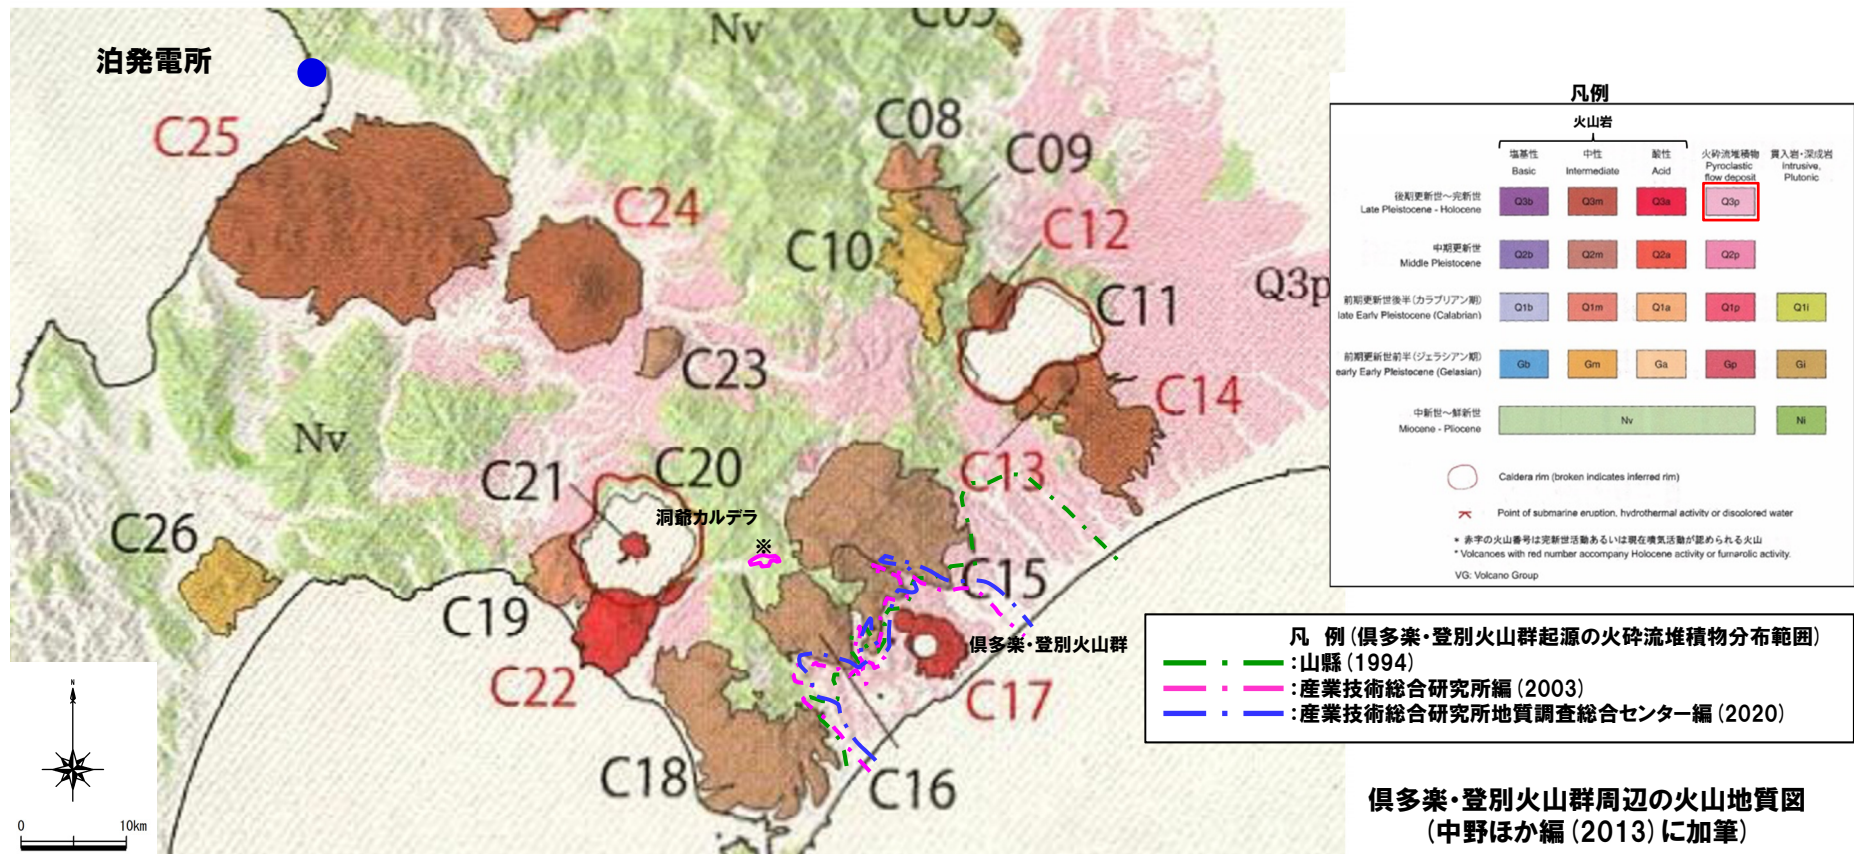 泊発電所
Nv
C05
C25
C08
C09
C24
C12
C10
C11
Q3p
C23
C14
Nv
C20
C13
C21
洞爺カルデラ
C26
※
C15
C19
倶多楽・登別火山群
C22
C17
C18
C16
N
0 10km
凡例
火山岩
塩基性 中性 酸性 火砕流堆積物 貫入岩・深成岩
Basic Intermediate Acid Pyroclastic flow deposit Intrusive, Plutonic
後期更新世～完新世
Late Pleistocene - Holocene
Q3b Q3m Q3a Q3p
中期更新世
Middle Pleistocene
Q2b Q2m Q2a Q2p
前期更新世後半(カラブリアン期)
late Early Pleistocene (Calabrian)
Q1b Q1m Q1a Q1p Q1i
前期更新世前半(ジェラシアン期)
early Early Pleistocene (Gelasian)
Gb Gm Ga Gp Gi
中新世～鮮新世
Miocene - Pliocene
Nv Ni
Caldera rim (broken indicates inferred rim)
Point of submarine eruption, hydrothermal activity or discolored water
* 赤字の火山番号は完新世活動あるいは現在噴気活動が認められる火山
* Volcanoes with red number accompany Holocene activity or fumarolic activity.
VG: Volcano Group
凡 例(倶多楽・登別火山群起源の火砕流堆積物分布範囲)
:山縣(1994)
:産業技術総合研究所編(2003)
:産業技術総合研究所地質調査総合センター編(2020)
倶多楽・登別火山群周辺の火山地質図
(中野ほか編(2013)に加筆)